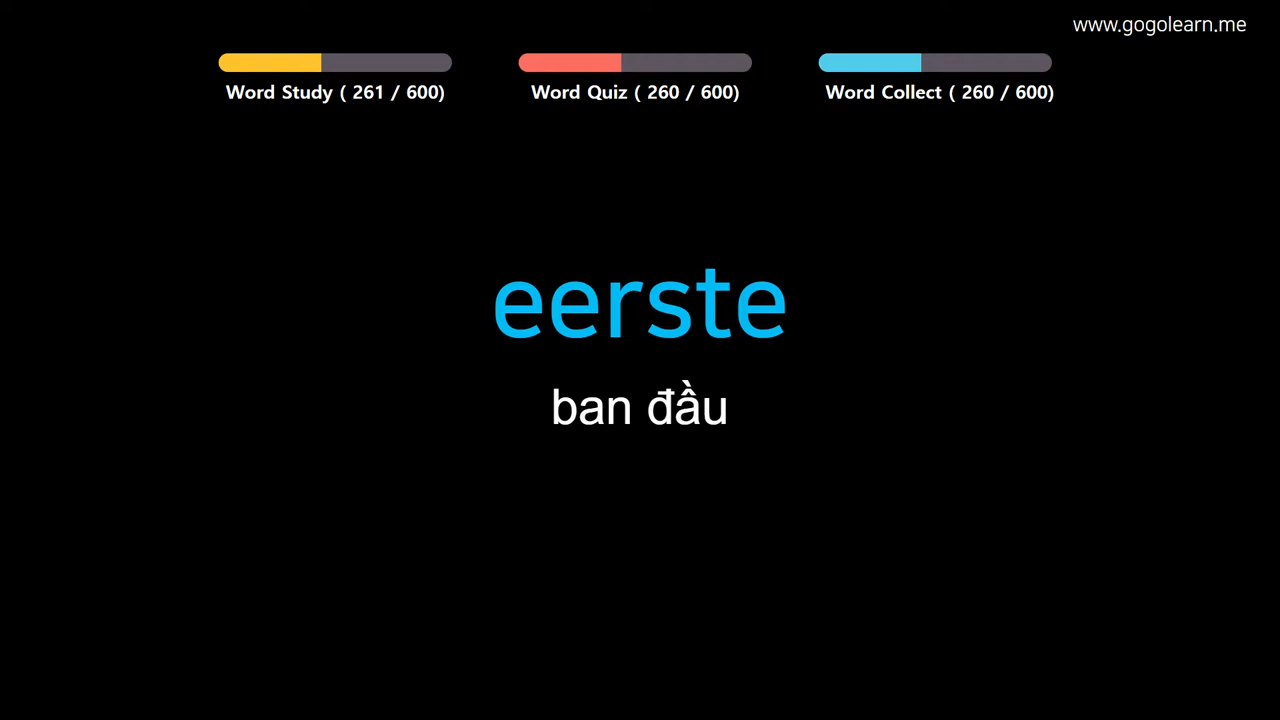 www.gogolearn.me
Word Study ( 261 / 600)
Word Quiz ( 260 / 600)
Word Collect ( 260 / 600)
eerste
ban đầu